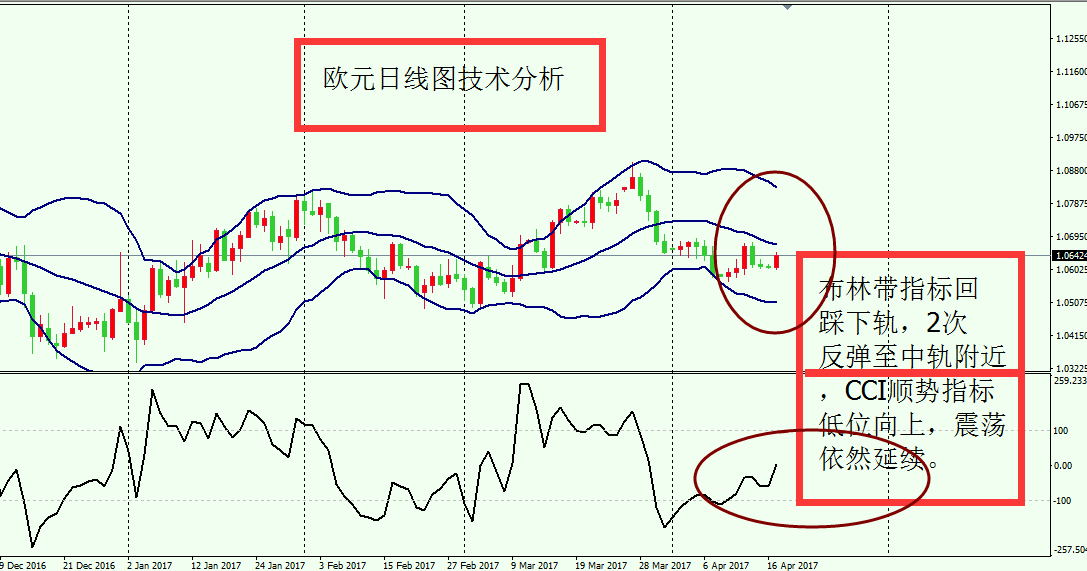 欧元日线图技术分析
1.12550
1.11600
1.10675
1.09750
1.08800
1.07875
1.06950
1.06424
1.06025
1.05075
1.04150
1.03225
布林带指标回
踩下轨，2次
反弹至中轨附近
，CCI顺势指标
低位向上，震荡
依然延续。
259.233
100
0.00
-100
-257.504
9 Dec 2016
21 Dec 2016
2 Jan 2017
12 Jan 2017
24 Jan 2017
3 Feb 2017
15 Feb 2017
27 Feb 2017
9 Mar 2017
19 Mar 2017
28 Mar 2017
6 Apr 2017
16 Apr 2017